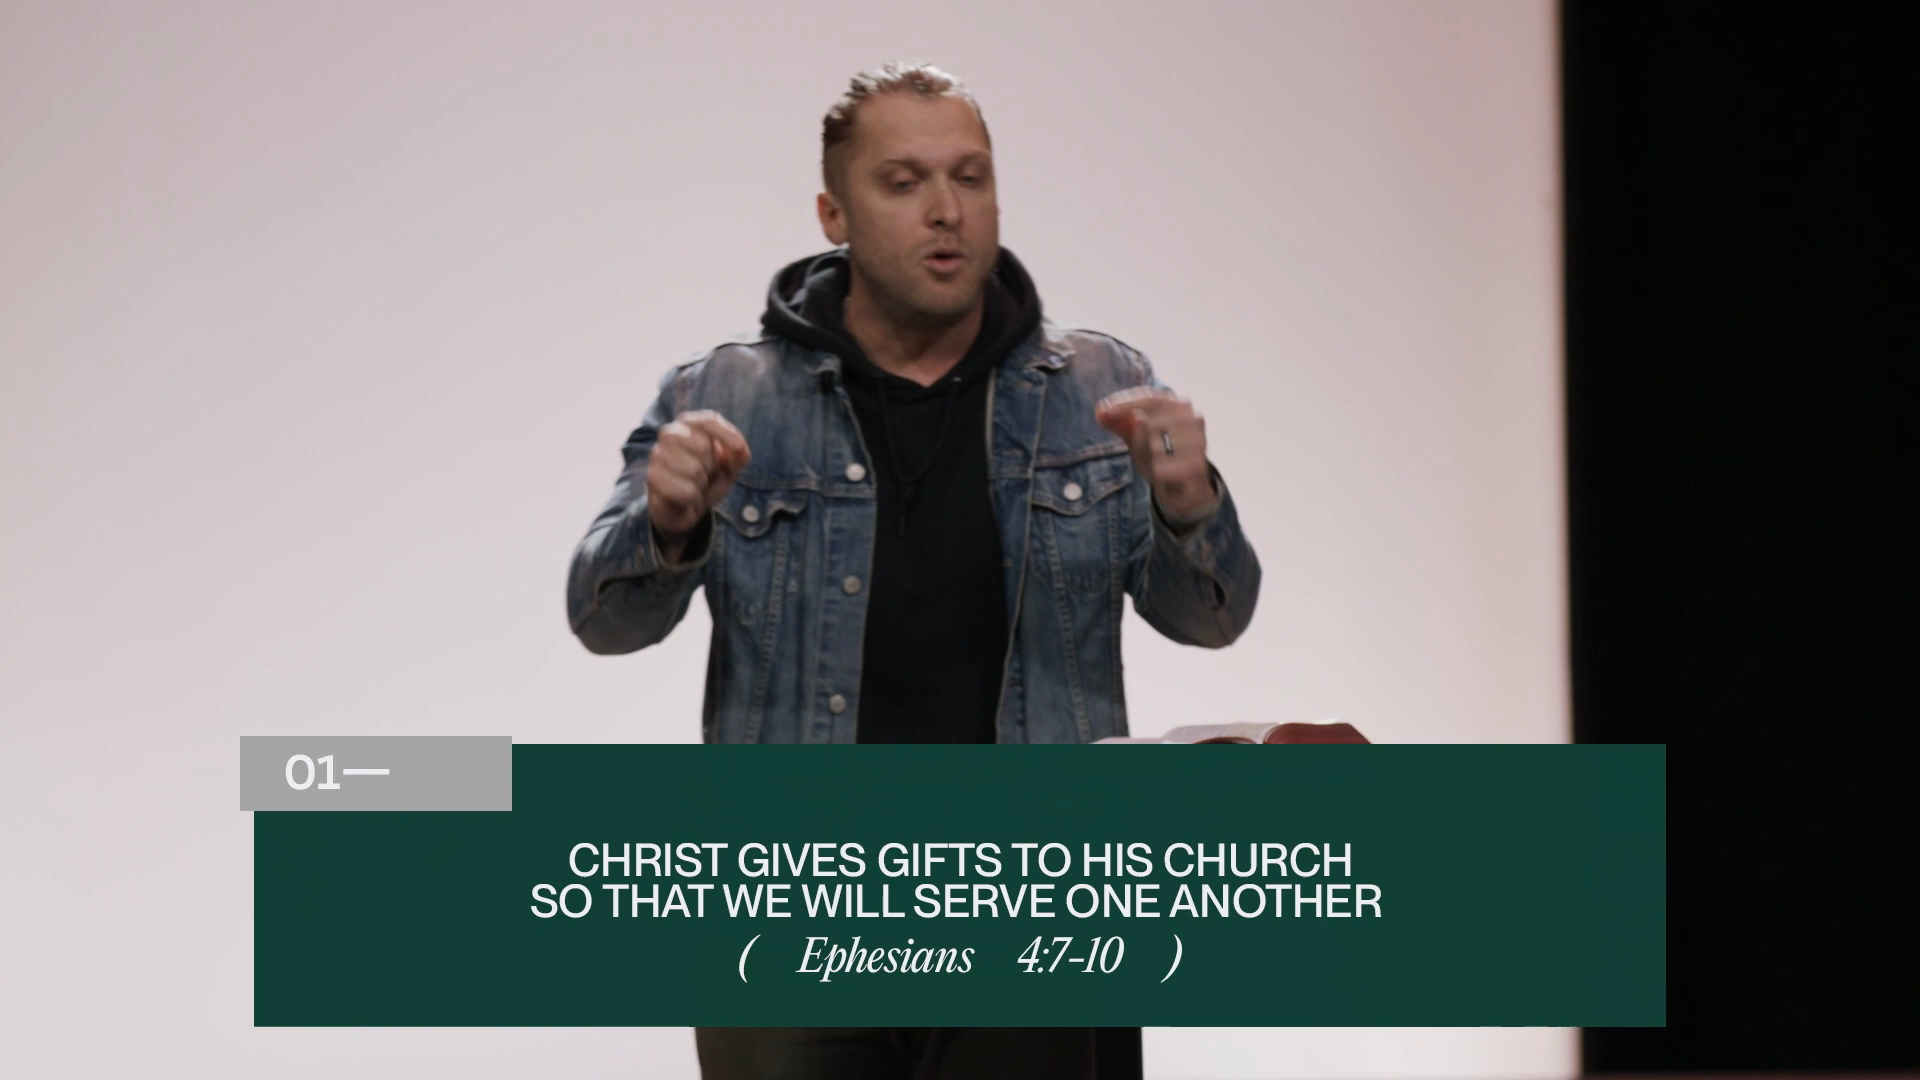 01—
CHRIST GIVES GIFTS TO HIS CHURCH
SO THAT WE WILL SERVE ONE ANOTHER
( Ephesians 4:7-10 )